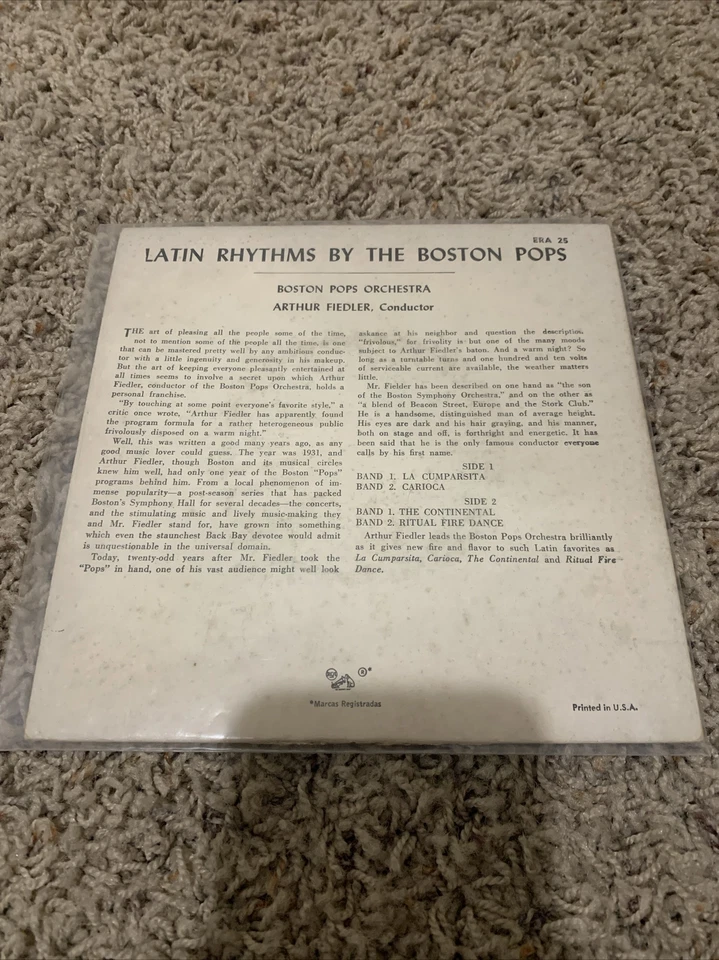 ERA 25
LATIN RHYTHMS BY THE BOSTON POPS
BOSTON POPS ORCHESTRA
ARTHUR FIEDLER, Conductor
THE art of pleasing all the people some of the time,
not to mention some of the people all the time, is one
that can be mastered pretty well by any ambitious conduc-
tor with a little ingenuity and generosity in his makeup.
But the art of keeping everyone pleasantly entertained at
all times seems to involve a secret upon which Arthur
Fiedler, conductor of the Boston Pops Orchestra, holds a
personal franchise.
"By touching at some point everyone's favorite style," a
critic once wrote, "Arthur Fiedler has apparently found
the program formula for a rather heterogeneous public
frivolously disposed on a warm night."
Well, this was written a good many years ago, as any
good music lover could guess. The year was 1931, and
Arthur Fiedler, though Boston and its musical circles
knew him well, had only one year of the Boston "Pops"
programs behind him. From a local phenomenon of im-
mense popularity—a post-season series that has packed
Boston's Symphony Hall for several decades—the concerts,
and the stimulating music and lively music-making they
and Mr. Fiedler stand for, have grown into something
which even the staunchest Back Bay devotee would admit
is unquestionable in the universal domain.
Today, twenty-odd years after Mr. Fiedler took the
"Pops" in hand, one of his vast audience might well look
askance at his neighbor and question the description,
"frivolous," for frivolity is but one of the many moods
subject to Arthur Fiedler's baton. And a warm night? So
long as a turntable turns and one hundred and ten volts
of serviceable current are available, the weather matters
little.
Mr. Fielder has been described on one hand as "the son
of the Boston Symphony Orchestra," and on the other as
"a blend of Beacon Street, Europe and the Stork Club."
He is a handsome, distinguished man of average height.
His eyes are dark and his hair graying, and his manner,
both on stage and off, is forthright and energetic. It has
been said that he is the only famous conductor everyone
calls by his first name.
SIDE 1
BAND 1. LA CUMPARSITA
BAND 2. CARIOCA
SIDE 2
BAND 1. THE CONTINENTAL
BAND 2. RITUAL FIRE DANCE
Arthur Fiedler leads the Boston Pops Orchestra brilliantly
as it gives new fire and flavor to such Latin favorites as
La Cumparsita, Carioca, The Continental and Ritual Fire
Dance.
RCA ®*
*Marcas Registradas
Printed in U.S.A.